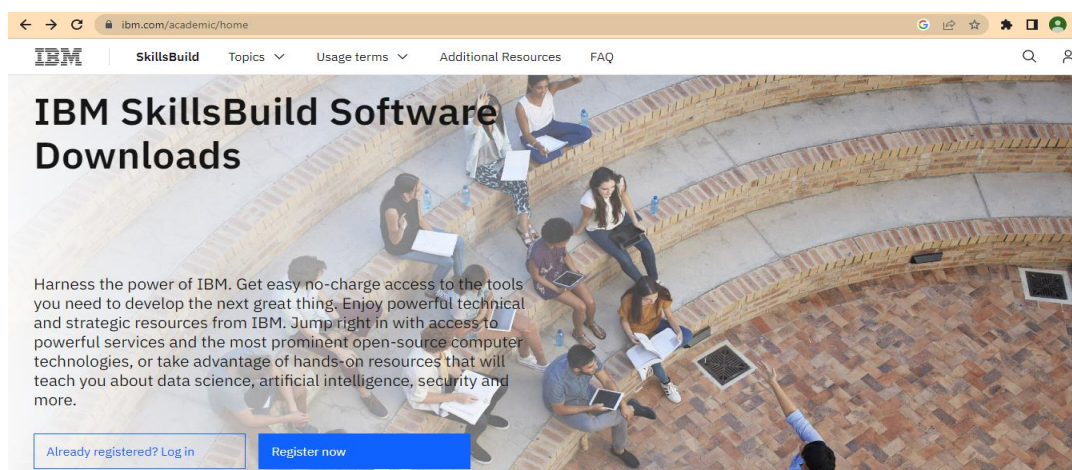 ibm.com/academic/home
IBM SkillsBuild Topics Usage terms Additional Resources FAQ
IBM SkillsBuild Software
Downloads
Harness the power of IBM. Get easy no-charge access to the tools
you need to develop the next great thing. Enjoy powerful technical
and strategic resources from IBM. Jump right in with access to
powerful services and the most prominent open-source computer
technologies, or take advantage of hands-on resources that will
teach you about data science, artificial intelligence, security and
more.
Already registered? Log in Register now